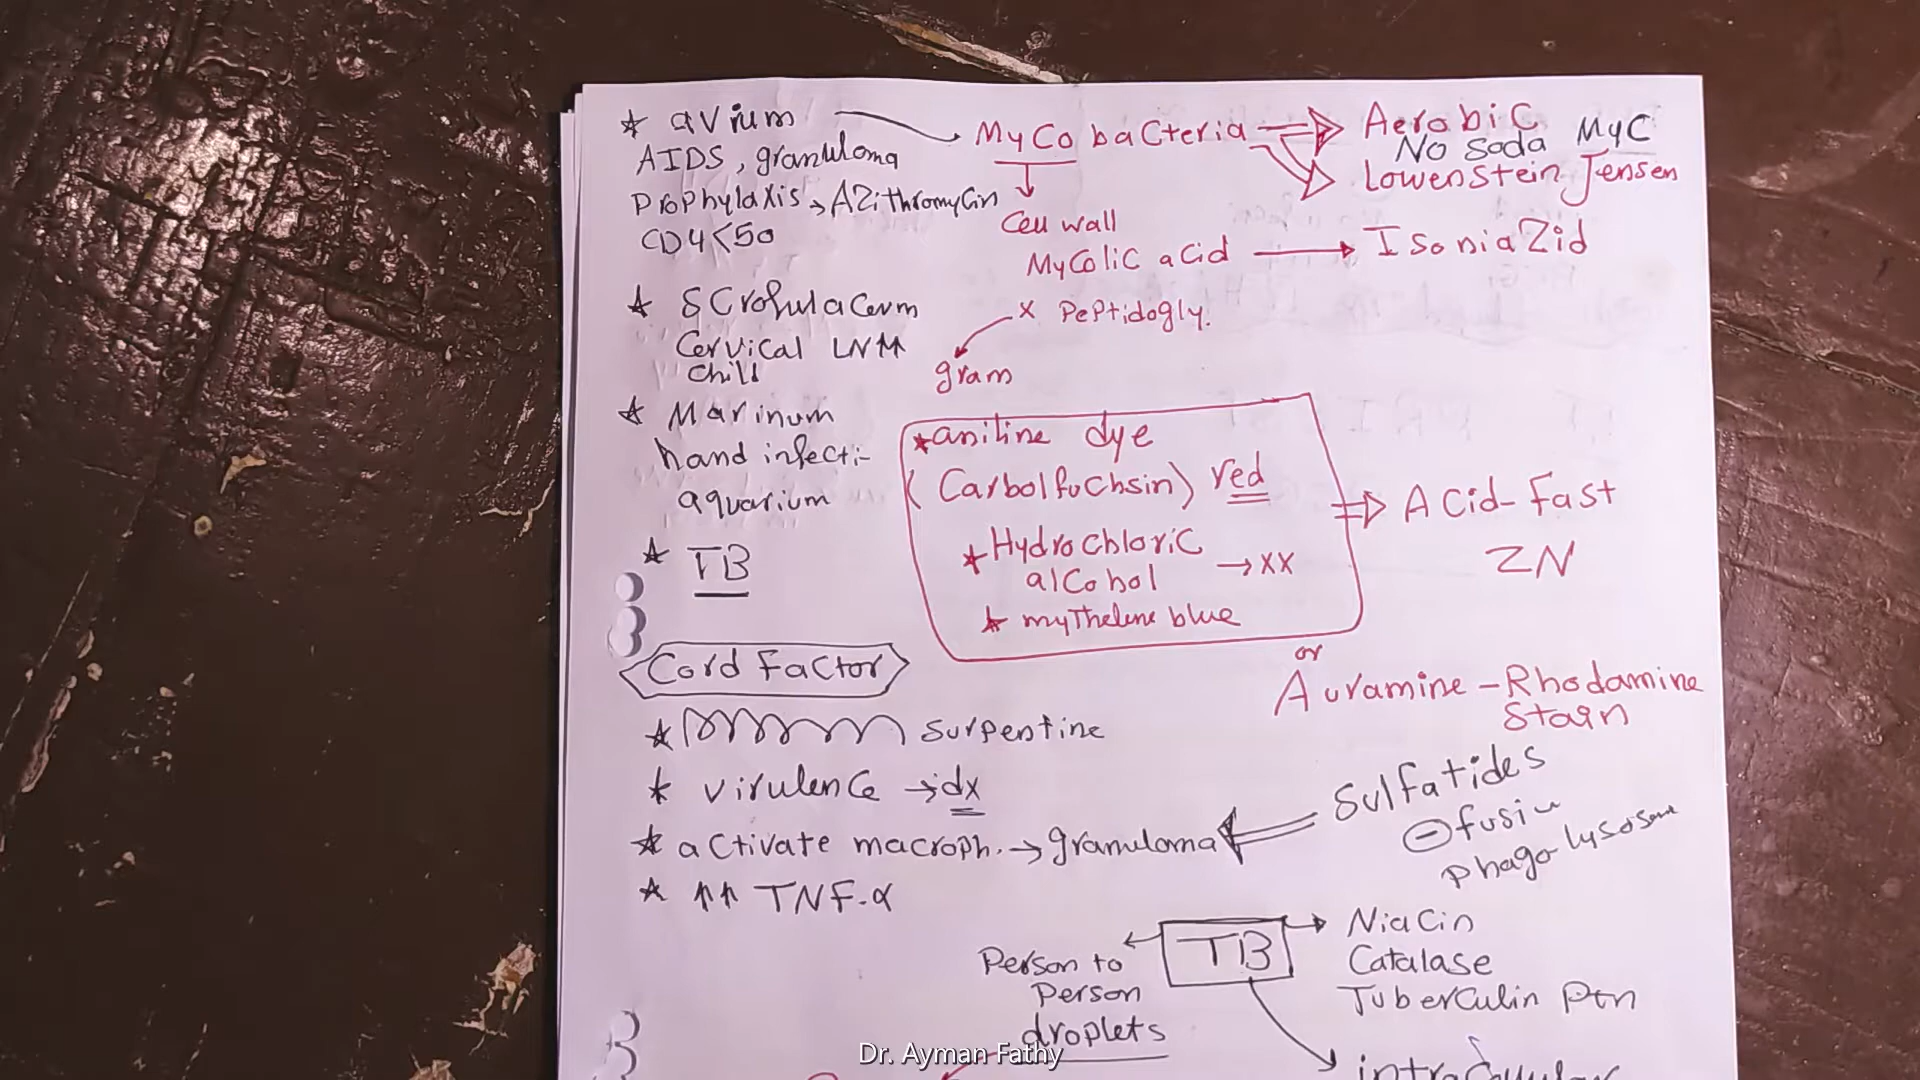 ★ avium
AIDS, granuloma
Prophylaxis → Azithromycin
CD4 < 50
★ Scrofulaceum
Cervical LN ↑↑
Child
★ Marinum
hand infecti-
aquarium
★ TB
Mycobacteria ⇒ Aerobic
No soda MyC
Lowenstein Jensen
Cell wall
Mycolic acid → Isoniazid
x Peptidogly.
gram
★ aniline dye
(Carbolfuchsin) red
★ Hydrochloric
alcohol → xx
★ mythelene blue
⇒ Acid-Fast
ZN
or
Auramine - Rhodamine
Stain
Cord Factor
★ Surpentine
★ Virulence → dx
★ activate macroph. → granuloma
★ ↑↑ TNF-α
Sulfatides
⊖ fusin
phagolysosome
TB
Person to
Person
droplets
Niacin
Catalase
Tuberculin Ptn
intracellular
Dr. Ayman Fathy